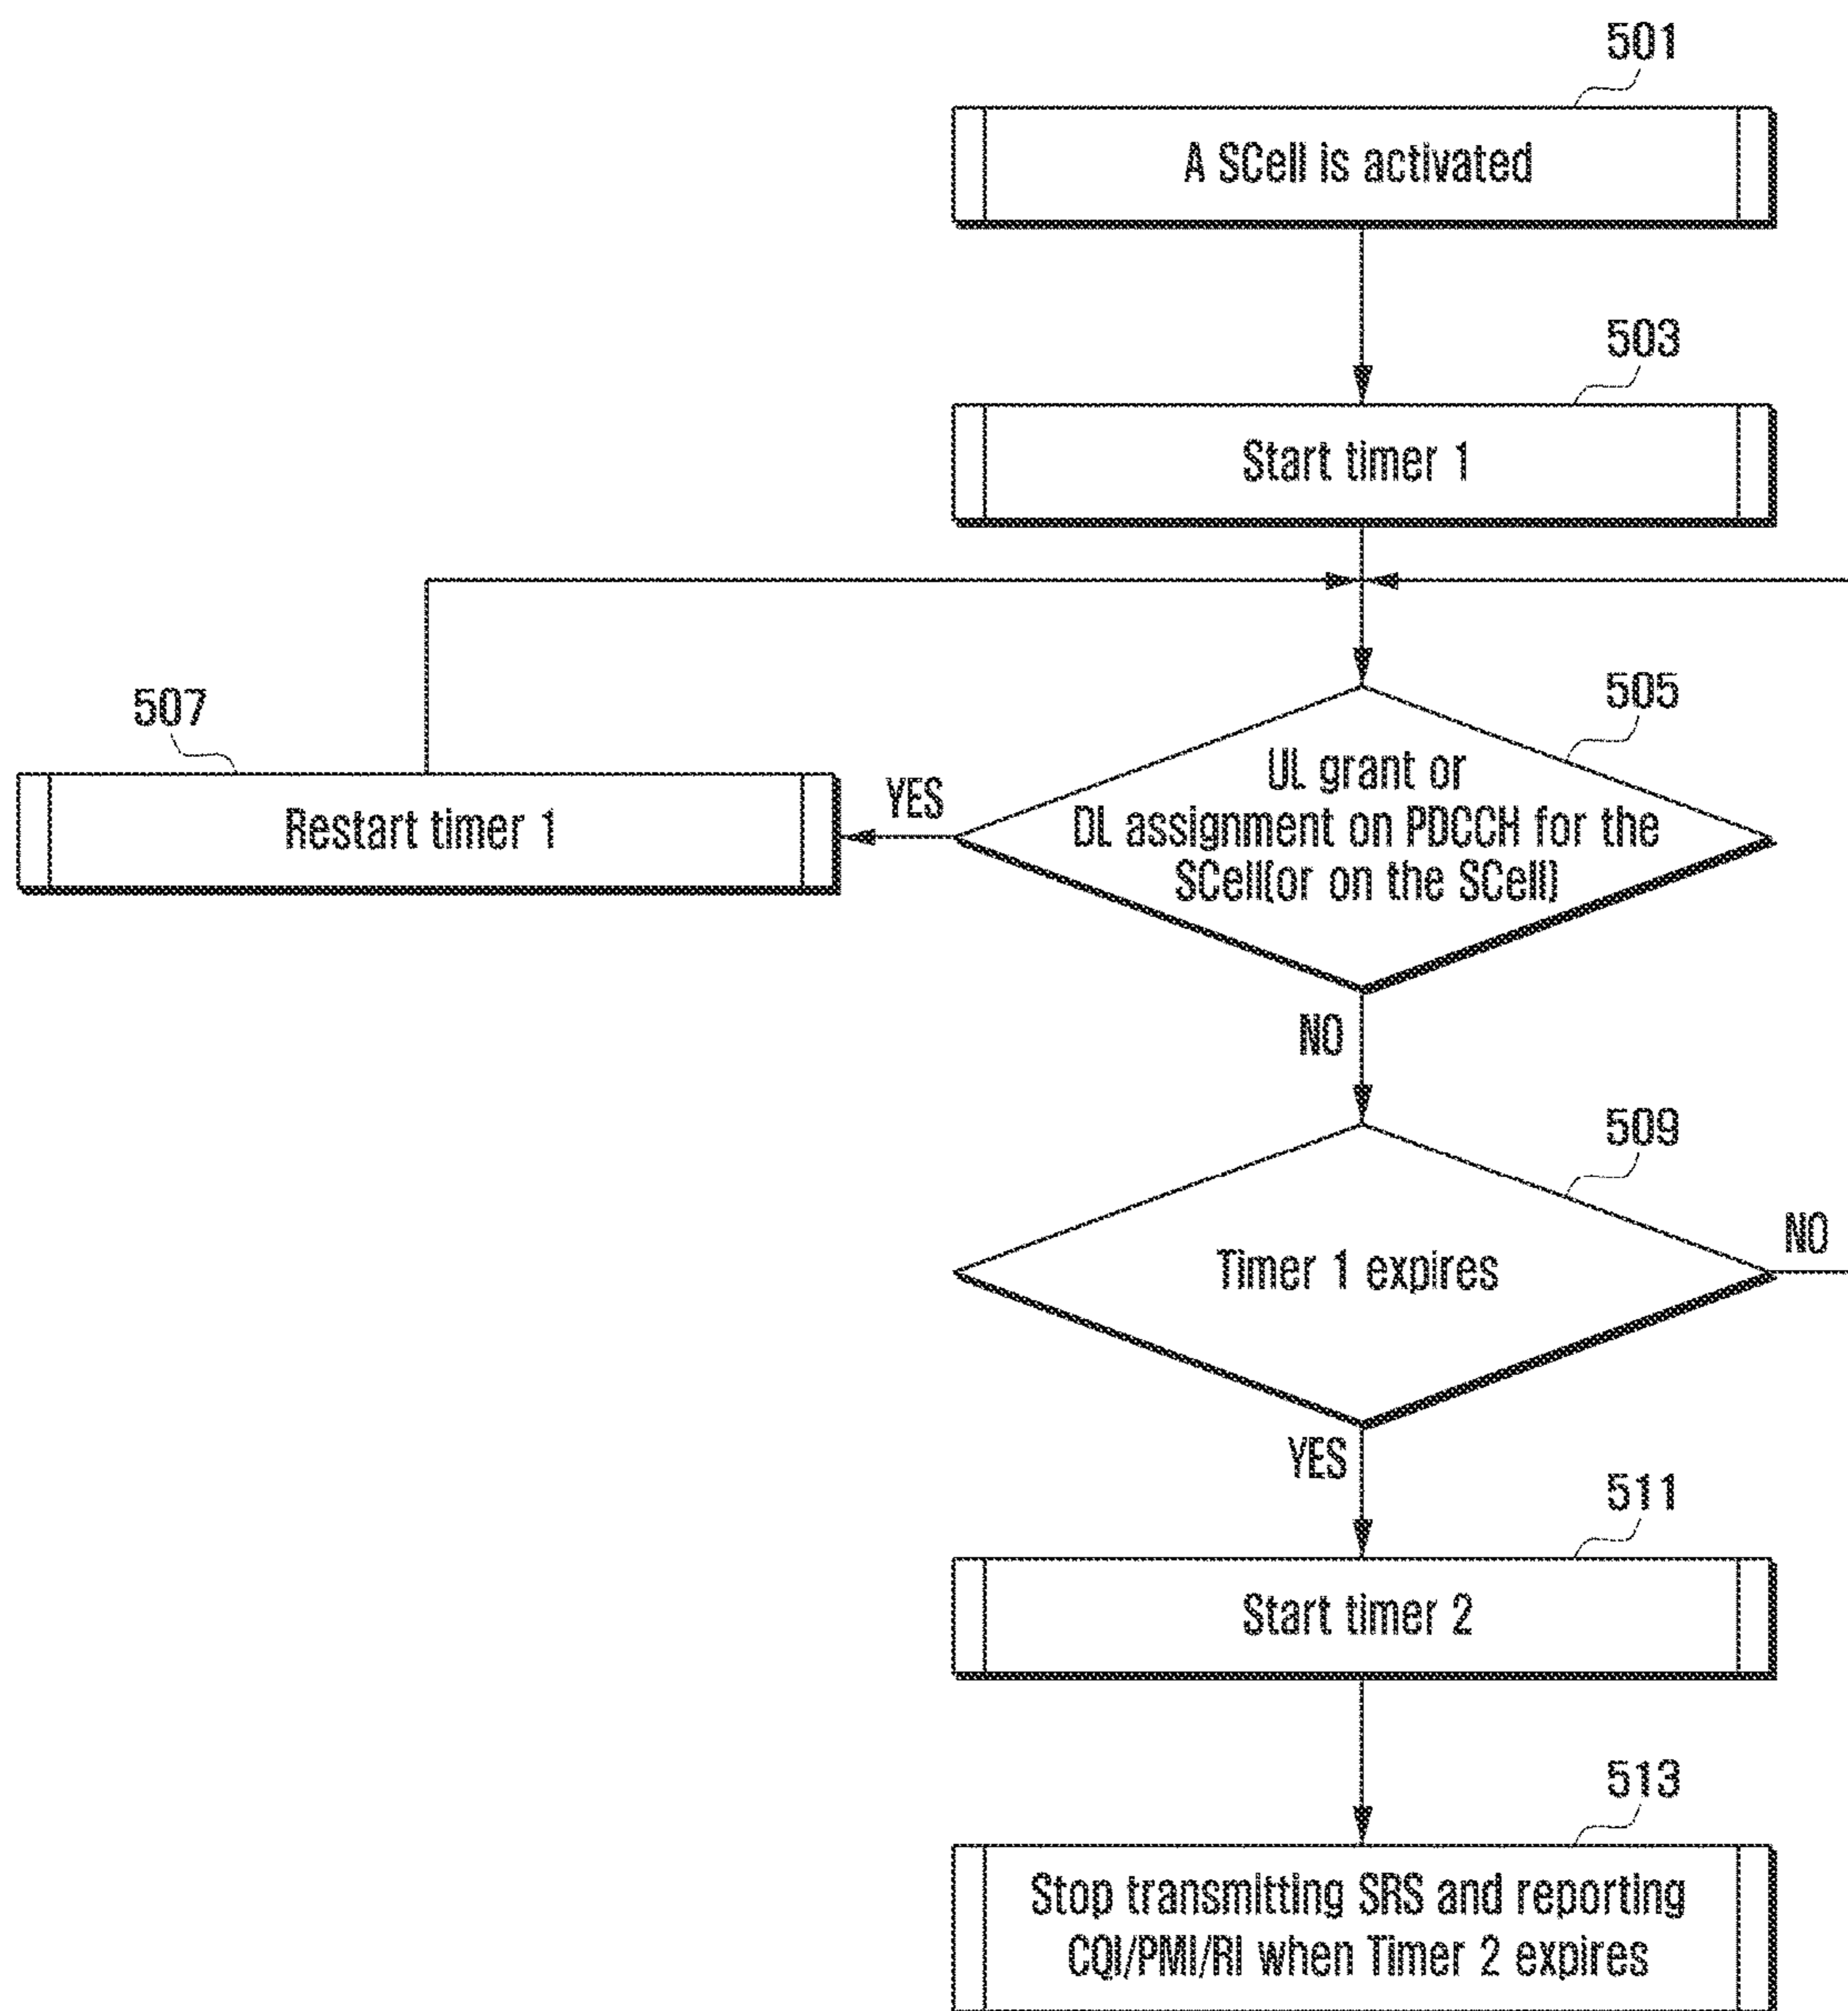 501
A SCell is activated
503
Start timer 1
505
UL grant or
DL assignment on PDCCH for the
SCell(or on the SCell)
YES
507
Restart timer 1
NO
509
Timer 1 expires
NO
YES
511
Start timer 2
513
Stop transmitting SRS and reporting
CQI/PMI/RI when Timer 2 expires